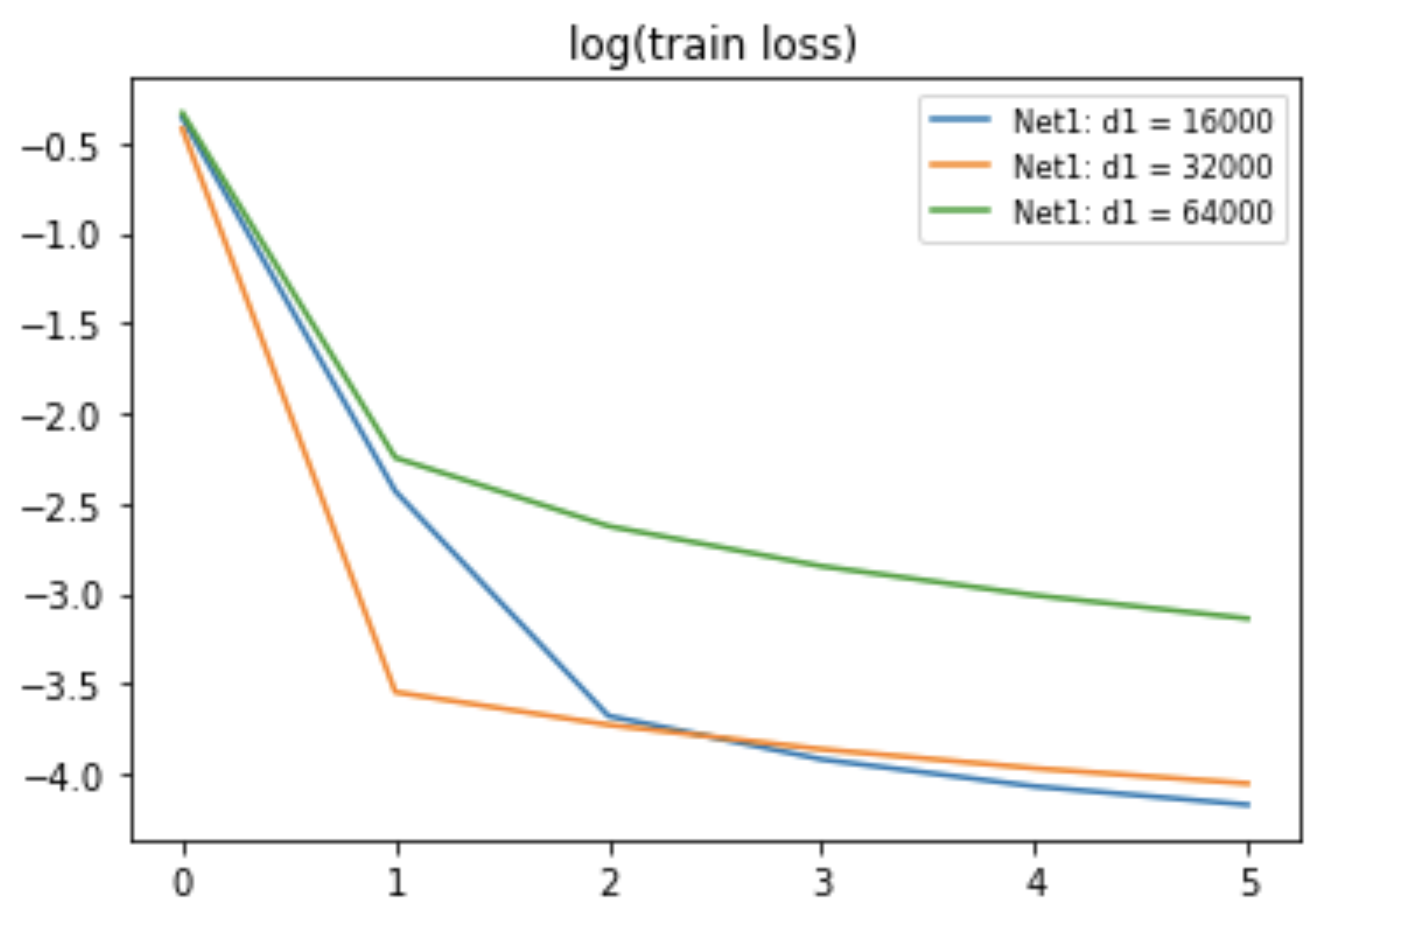 log(train loss)
Net1: d1 = 16000
Net1: d1 = 32000
Net1: d1 = 64000
−0.5
−1.0
−1.5
−2.0
−2.5
−3.0
−3.5
−4.0
0 1 2 3 4 5